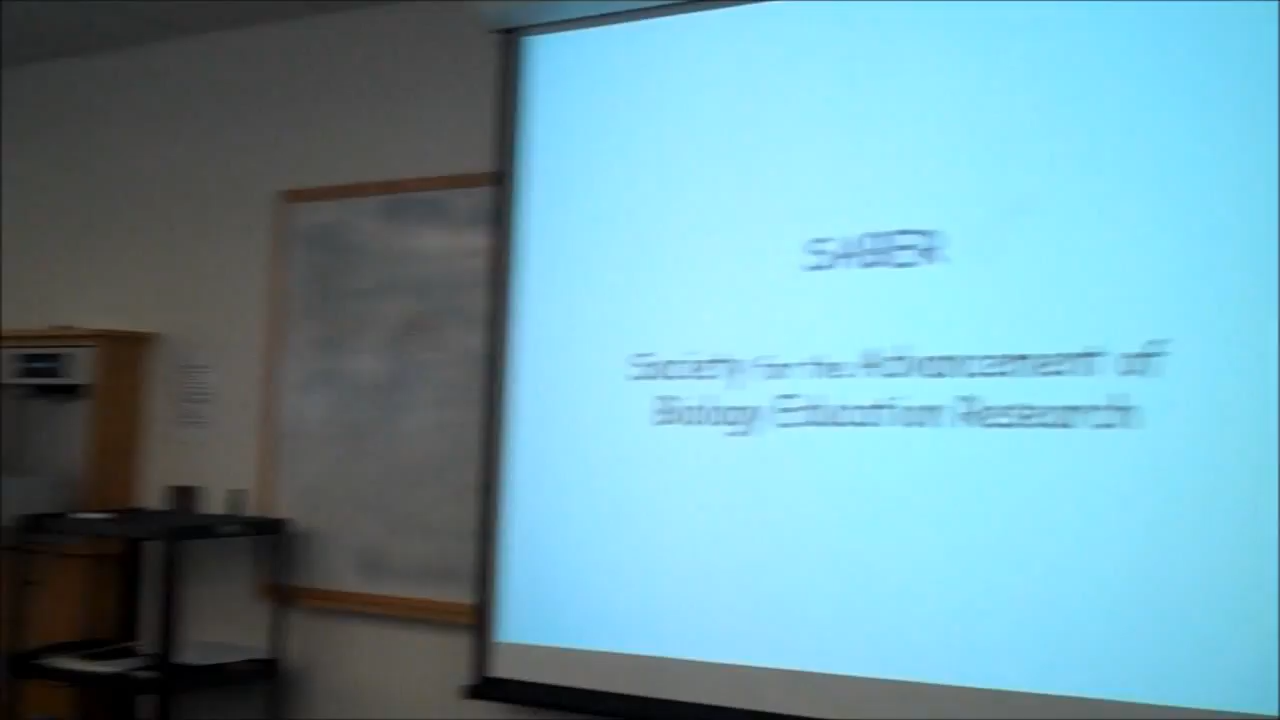 SABER
Society for the Advancement of
Biology Education Research